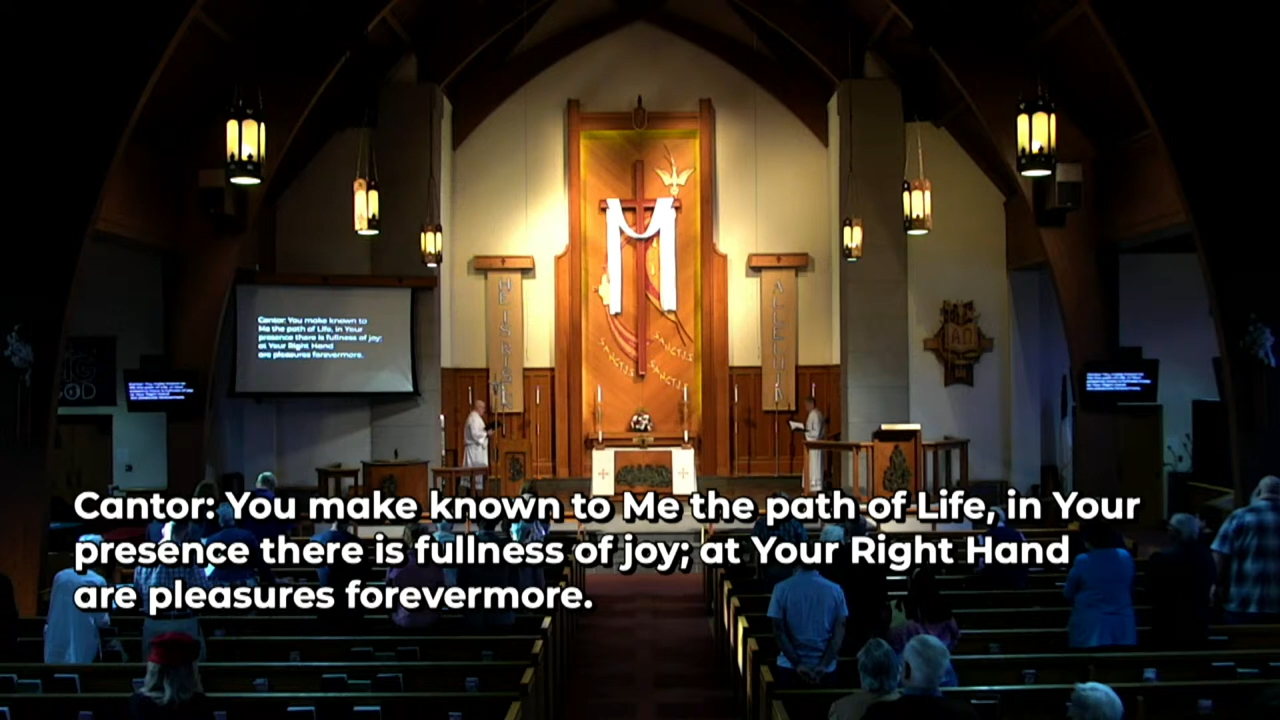 HE IS RISEN
ALLELUIA
SANCTUS
SANCTUS
SANCTUS
Cantor: You make known to
Me the path of Life, in Your
presence there is fullness of joy;
at Your Right Hand
are pleasures forevermore.
GOD
Cantor: You make known to Me the path of Life, in Your
presence there is fullness of joy; at Your Right Hand
are pleasures forevermore.